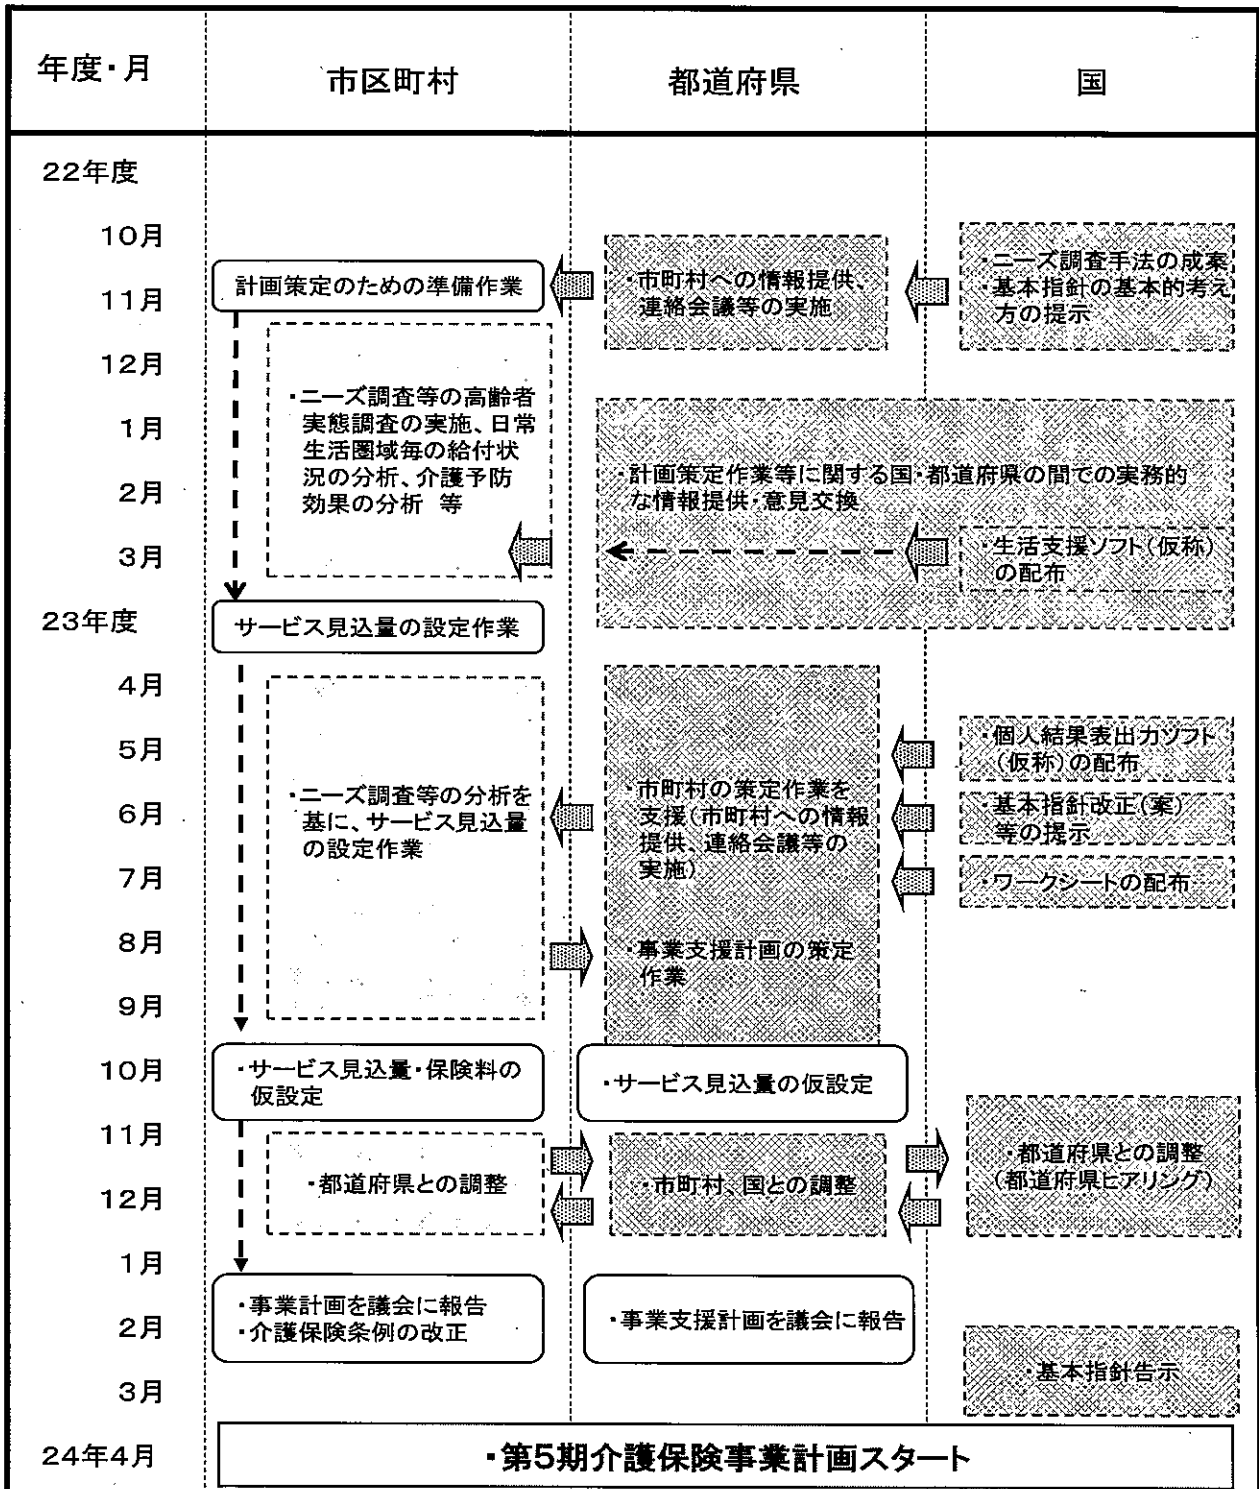 年度・月
市区町村
都道府県
国
22年度
10月
11月
12月
1月
2月
3月
23年度
4月
5月
6月
7月
8月
9月
10月
11月
12月
1月
2月
3月
24年4月
計画策定のための準備作業
・ニーズ調査等の高齢者
実態調査の実施、日常
生活圏域毎の給付状
況の分析、介護予防
効果の分析 等
サービス見込量の設定作業
・ニーズ調査等の分析を
基に、サービス見込量
の設定作業
・サービス見込量・保険料の
仮設定
・都道府県との調整
・事業計画を議会に報告
・介護保険条例の改正
・市町村への情報提供、
連絡会議等の実施
・計画策定作業等に関する国・都道府県の間での実務的
な情報提供・意見交換
・市町村の策定作業を
支援(市町村への情報
提供、連絡会議等の
実施)
・事業支援計画の策定
作業
・サービス見込量の仮設定
・市町村、国との調整
・事業支援計画を議会に報告
・ニーズ調査手法の成案
・基本指針の基本的考え
方の提示
・生活支援ソフト(仮称)
の配布
・個人結果表出力ソフト
(仮称)の配布
・基本指針改正(案)
等の提示
・ワークシートの配布
・都道府県との調整
(都道府県ヒアリング)
・基本指針告示
・第5期介護保険事業計画スタート